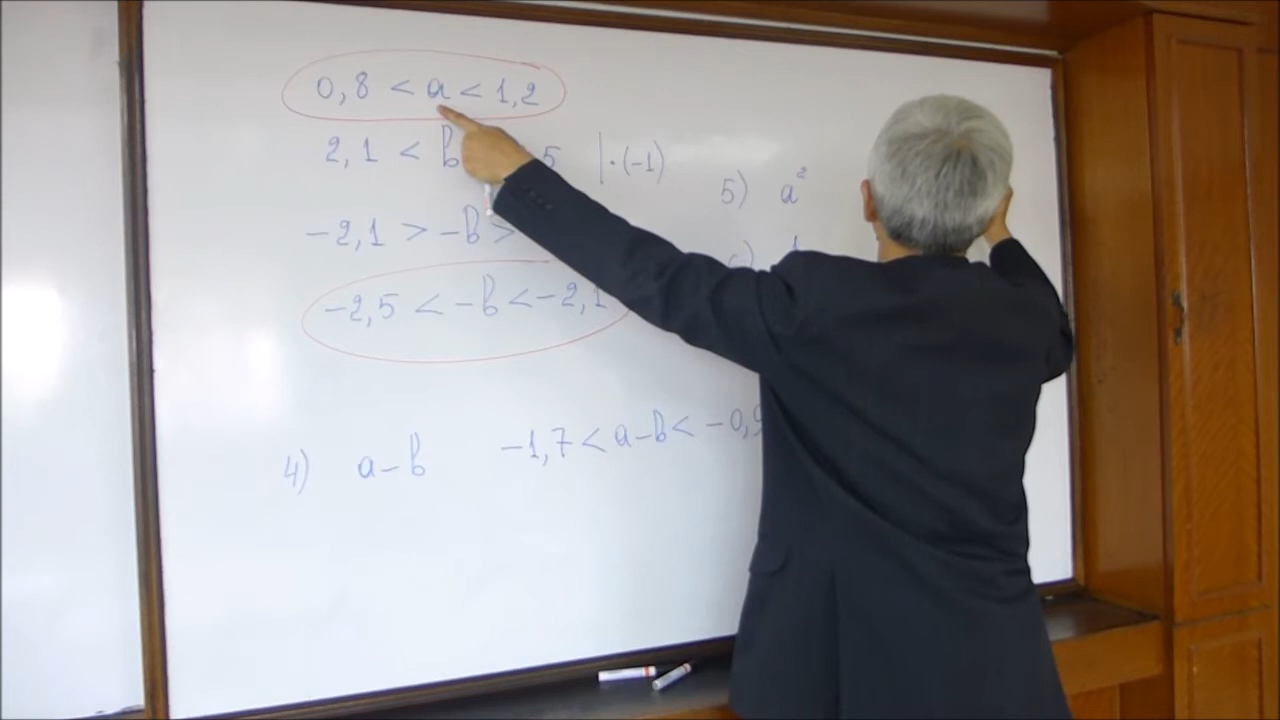 0,8 < a < 1,2
2,1 < b 5 | · (-1)
-2,1 > -b >
-2,5 < -b < -2,1
4) a-b -1,7 < a-b < -0,9
5) a²